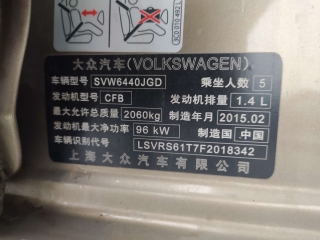 大众汽车(VOLKSWAGEN)
车辆型号 SVW6440JGD 乘坐人数 5
发动机型号 CFB 发动机排量 1.4 L
最大允许总质量 2060kg 制造年月 2015.02
发动机最大净功率 96 kW 制造国 中国
车辆识别代号 LSVRS61T7F2018342
上海大众汽车有限公司